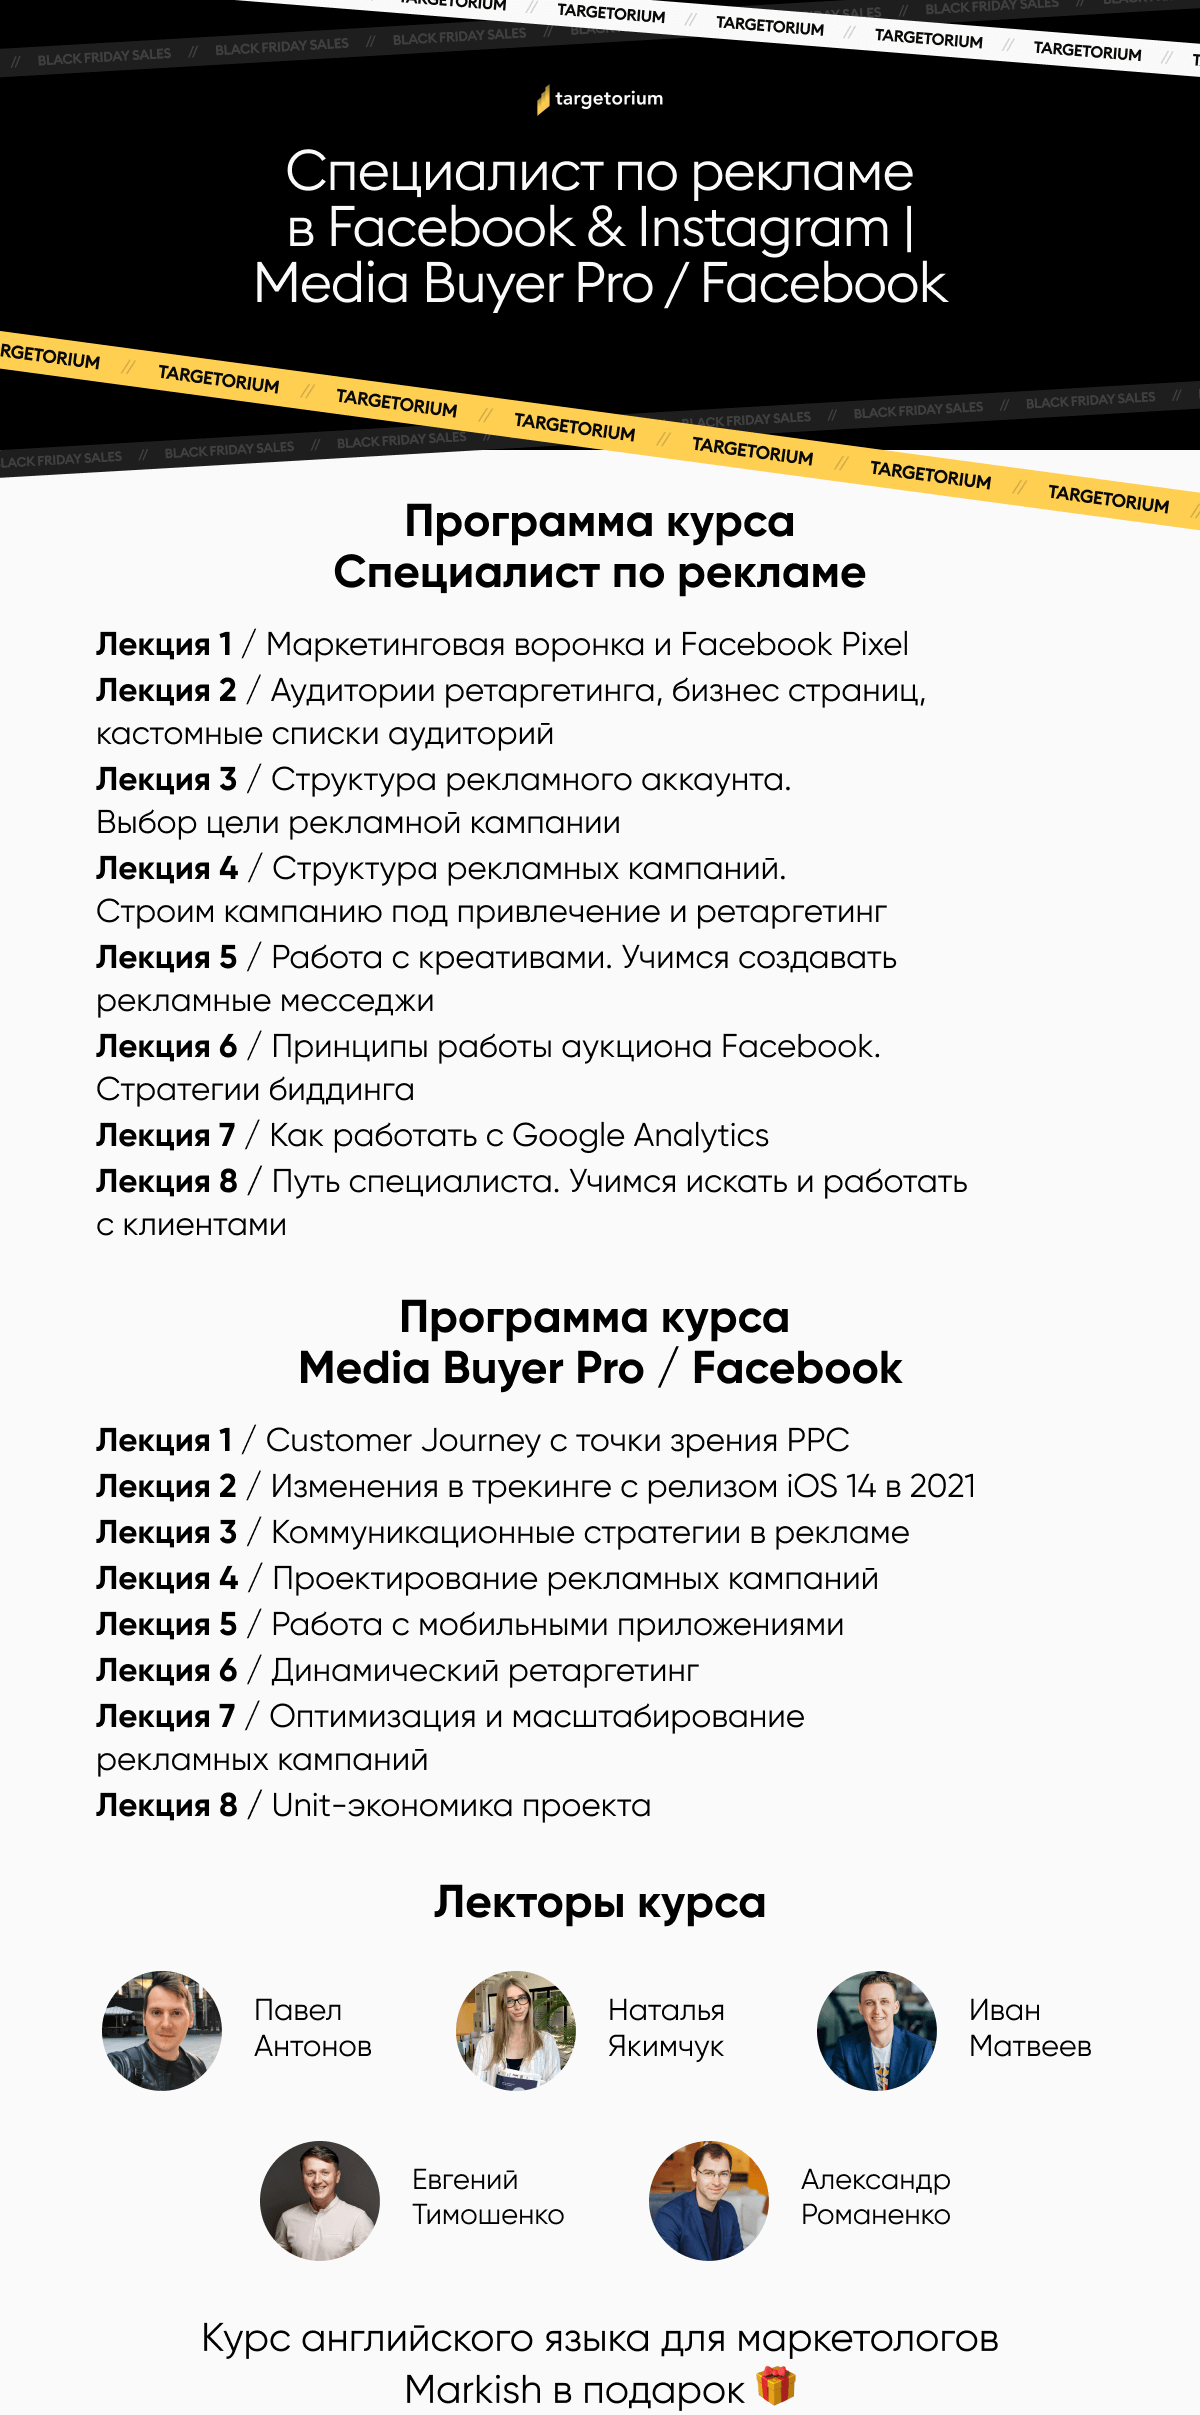 TARGETORIUM // TARGETORIUM // TARGETORIUM // TARGETORIUM // TARGETORIUM //
// BLACK FRIDAY SALES // BLACK FRIDAY SALES // BLACK FRIDAY SALES //
SALES // BLACK FRIDAY SALES //
targetorium
Специалист по рекламе
в Facebook & Instagram |
Media Buyer Pro / Facebook
RGETORIUM // TARGETORIUM // TARGETORIUM // TARGETORIUM // TARGETORIUM // TARGETORIUM // TARGETORIUM //
LACK FRIDAY SALES // BLACK FRIDAY SALES // BLACK FRIDAY SALES //
BLACK FRIDAY SALES // BLACK FRIDAY SALES // BLACK FRIDAY SALES //
Программа курса
Специалист по рекламе
Лекция 1 / Маркетинговая воронка и Facebook Pixel
Лекция 2 / Аудитории ретаргетинга, бизнес страниц,
кастомные списки аудиторий
Лекция 3 / Структура рекламного аккаунта.
Выбор цели рекламной кампании
Лекция 4 / Структура рекламных кампаний.
Строим кампанию под привлечение и ретаргетинг
Лекция 5 / Работа с креативами. Учимся создавать
рекламные месседжи
Лекция 6 / Принципы работы аукциона Facebook.
Стратегии биддинга
Лекция 7 / Как работать с Google Analytics
Лекция 8 / Путь специалиста. Учимся искать и работать
с клиентами
Программа курса
Media Buyer Pro / Facebook
Лекция 1 / Customer Journey с точки зрения PPC
Лекция 2 / Изменения в трекинге с релизом iOS 14 в 2021
Лекция 3 / Коммуникационные стратегии в рекламе
Лекция 4 / Проектирование рекламных кампаний
Лекция 5 / Работа с мобильными приложениями
Лекция 6 / Динамический ретаргетинг
Лекция 7 / Оптимизация и масштабирование
рекламных кампаний
Лекция 8 / Unit-экономика проекта
Лекторы курса
Павел
Антонов
Наталья
Якимчук
Иван
Матвеев
Евгений
Тимошенко
Александр
Романенко
Курс английского языка для маркетологов
Markish в подарок 🎁